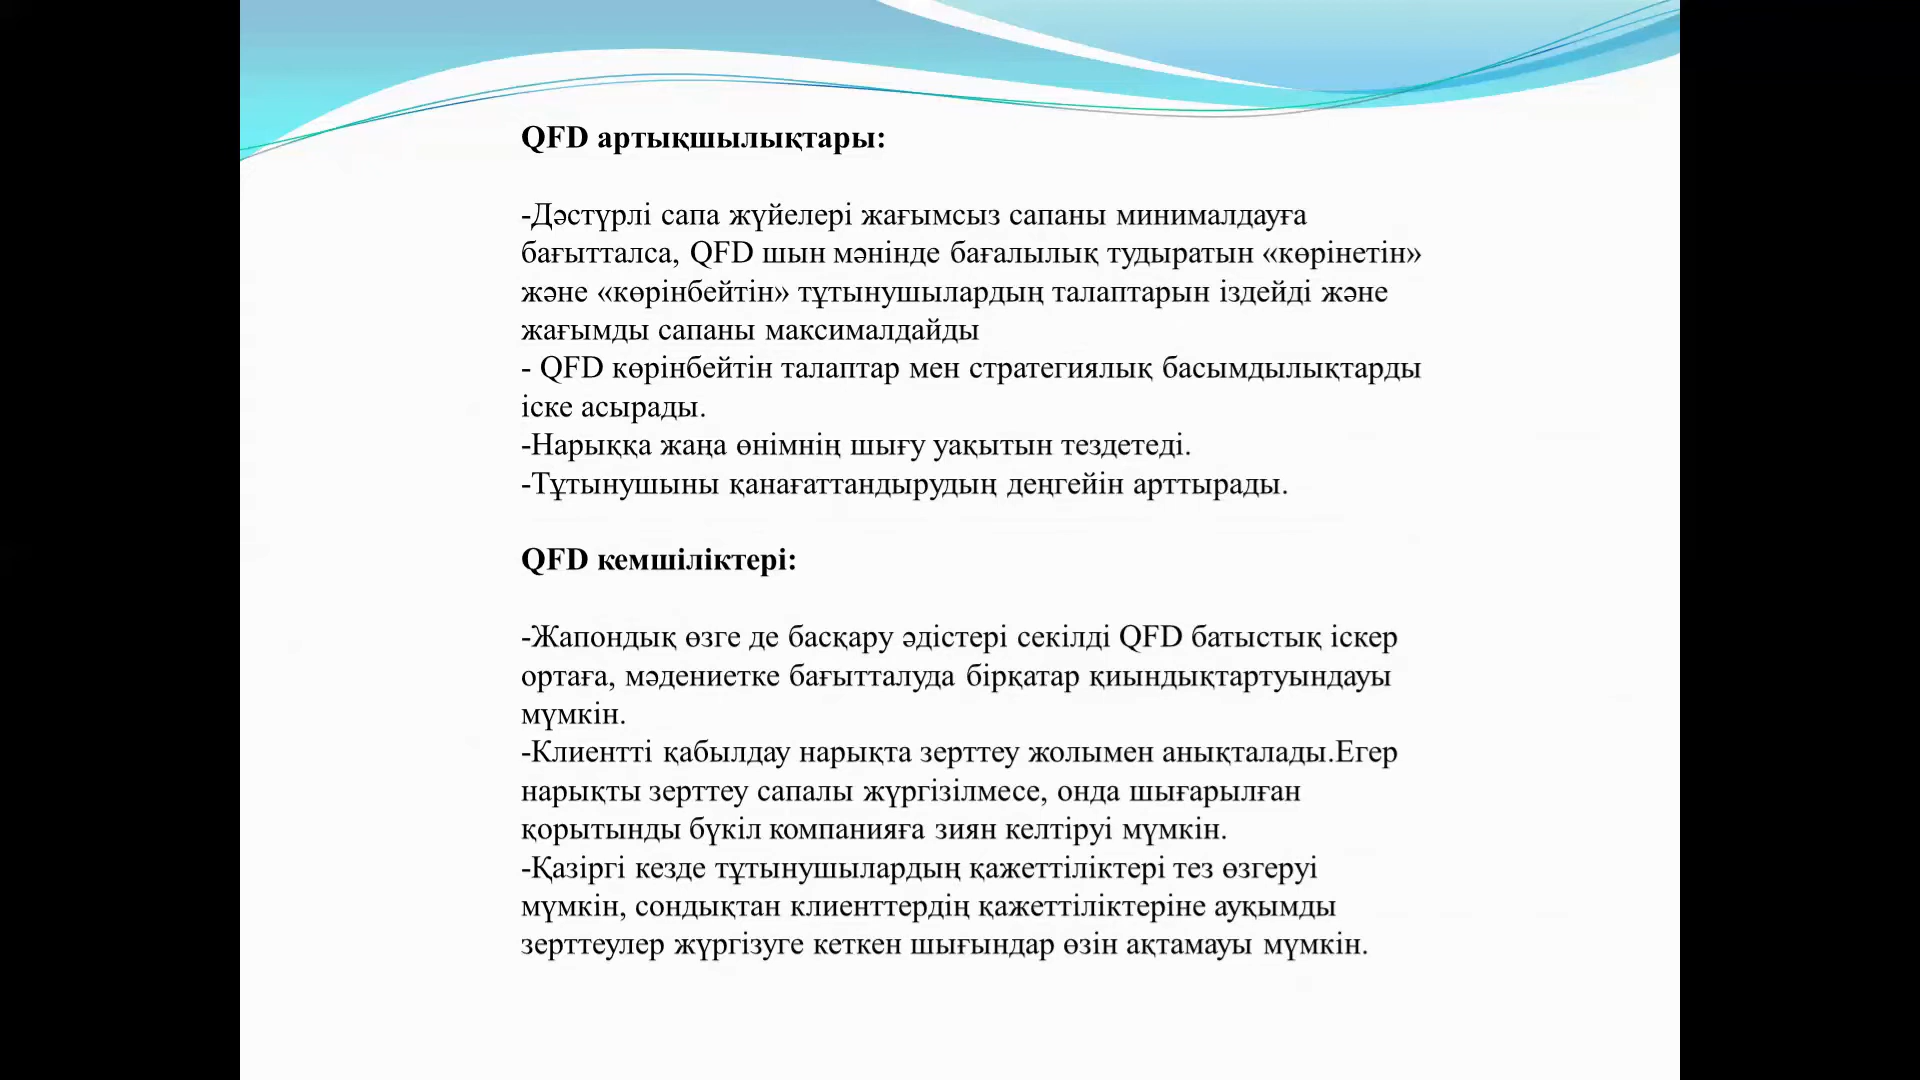 QFD артықшылықтары:
-Дәстүрлі сапа жүйелері жағымсыз сапаны минималдауға
бағытталса, QFD шын мәнінде бағалылық тудыратын «көрінетін»
және «көрінбейтін» тұтынушылардың талаптарын іздейді және
жағымды сапаны максималдайды
- QFD көрінбейтін талаптар мен стратегиялық басымдылықтарды
іске асырады.
-Нарыққа жаңа өнімнің шығу уақытын тездетеді.
-Тұтынушыны қанағаттандырудың деңгейін арттырады.
QFD кемшіліктері:
-Жапондық өзге де басқару әдістері секілді QFD батыстық іскер
ортаға, мәдениетке бағытталуда бірқатар қиындықтартуындауы
мүмкін.
-Клиентті қабылдау нарықта зерттеу жолымен анықталады.Егер
нарықты зерттеу сапалы жүргізілмесе, онда шығарылған
қорытынды бүкіл компанияға зиян келтіруі мүмкін.
-Қазіргі кезде тұтынушылардың қажеттіліктері тез өзгеруі
мүмкін, сондықтан клиенттердің қажеттіліктеріне ауқымды
зерттеулер жүргізуге кеткен шығындар өзін ақтамауы мүмкін.